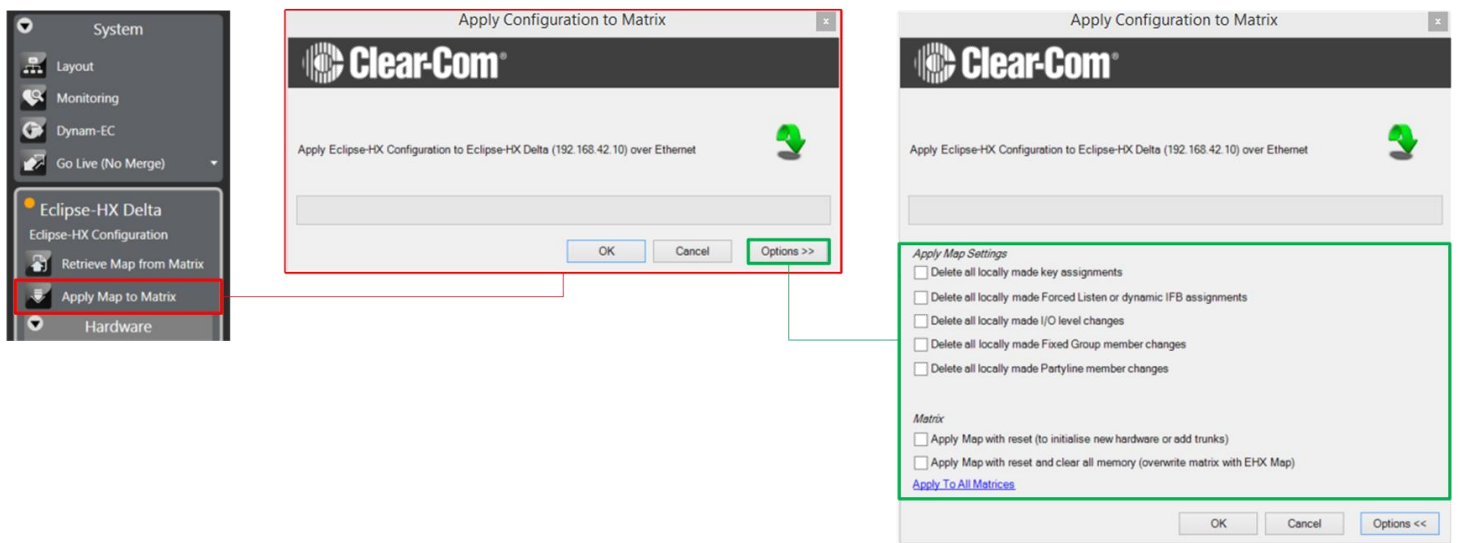 System
Layout
Monitoring
Dynam-EC
Go Live (No Merge)
Eclipse-HX Delta
Eclipse-HX Configuration
Retrieve Map from Matrix
Apply Map to Matrix
Hardware
Apply Configuration to Matrix
x
Clear-Com®
Apply Eclipse-HX Configuration to Eclipse-HX Delta (192.168.42.10) over Ethernet
OK Cancel Options >>
Apply Configuration to Matrix
x
Clear-Com®
Apply Eclipse-HX Configuration to Eclipse-HX Delta (192.168.42.10) over Ethernet
Apply Map Settings
Delete all locally made key assignments
Delete all locally made Forced Listen or dynamic IFB assignments
Delete all locally made I/O level changes
Delete all locally made Fixed Group member changes
Delete all locally made Partyline member changes
Matrix
Apply Map with reset (to initialise new hardware or add trunks)
Apply Map with reset and clear all memory (overwrite matrix with EHX Map)
Apply To All Matrices
OK Cancel Options <<